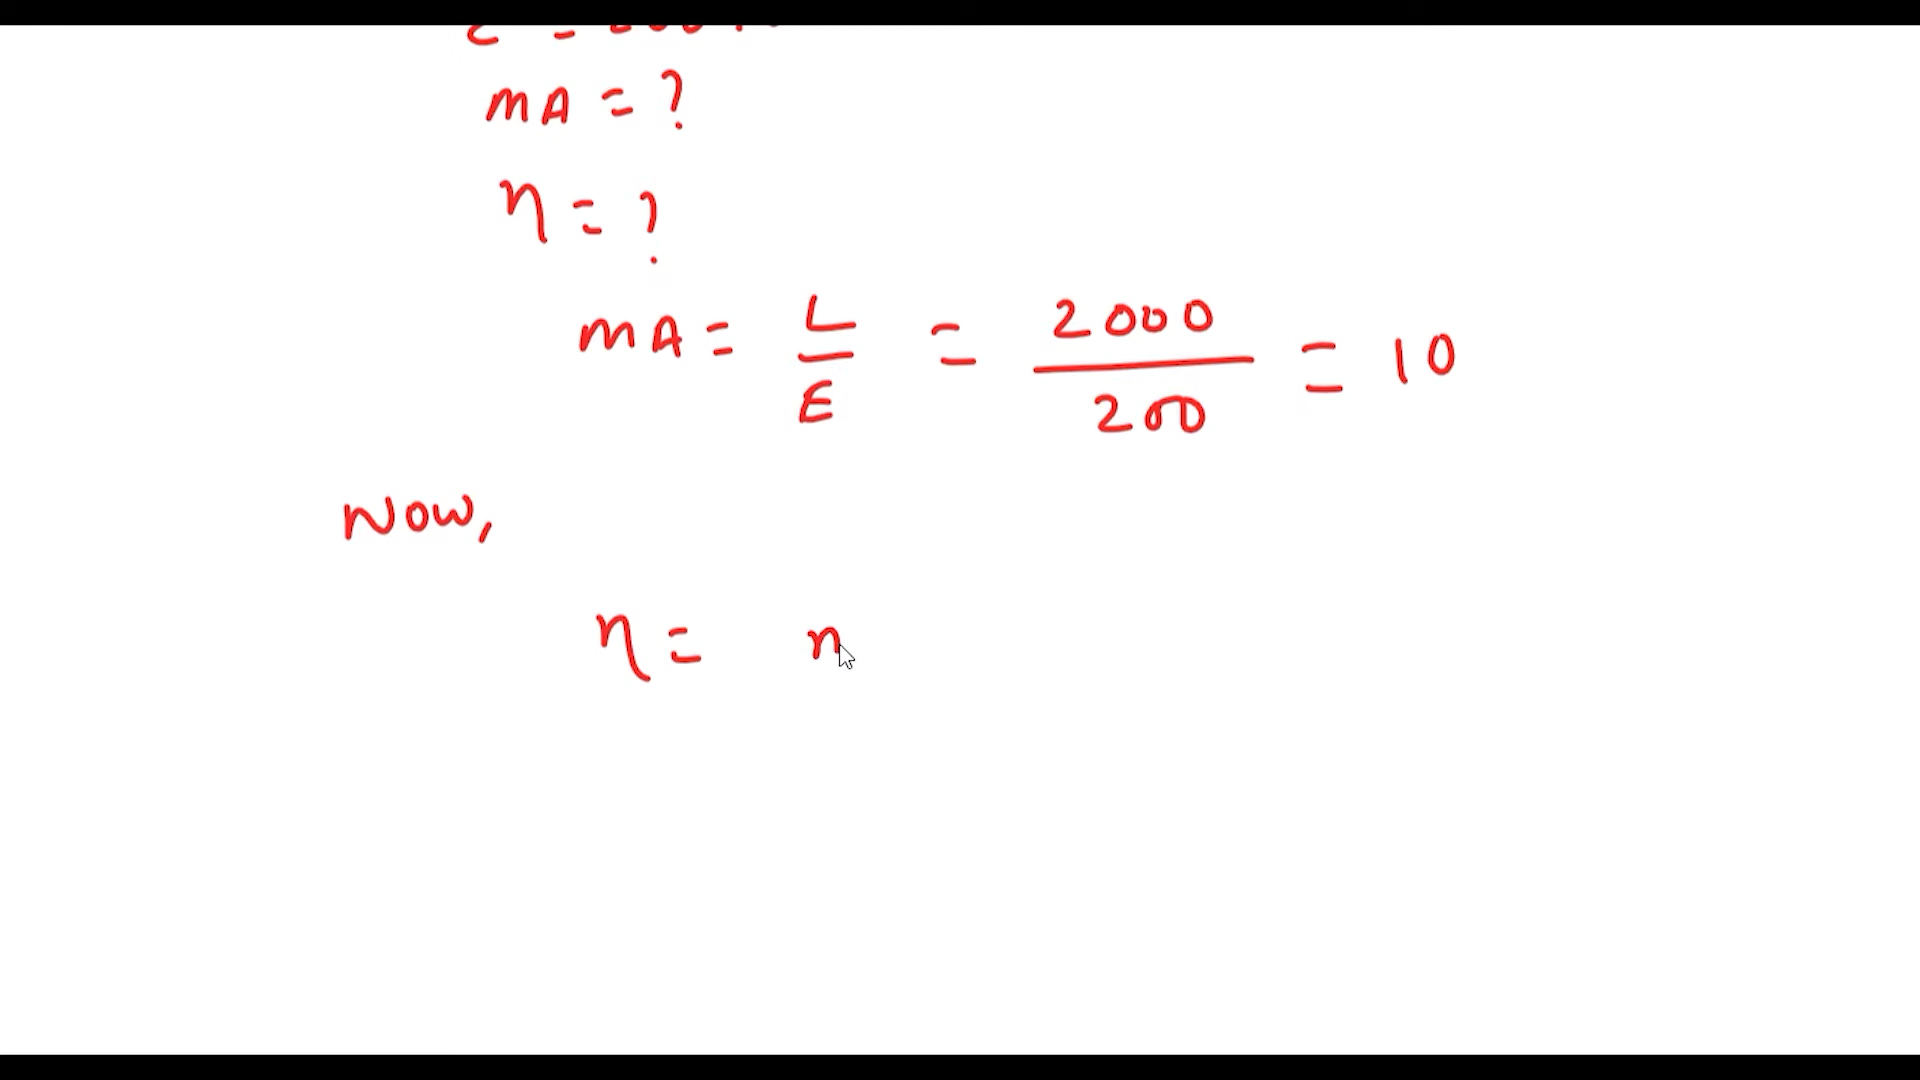 MA = ?
η = ?
MA = L/E = 2000/200 = 10
Now,
η = n